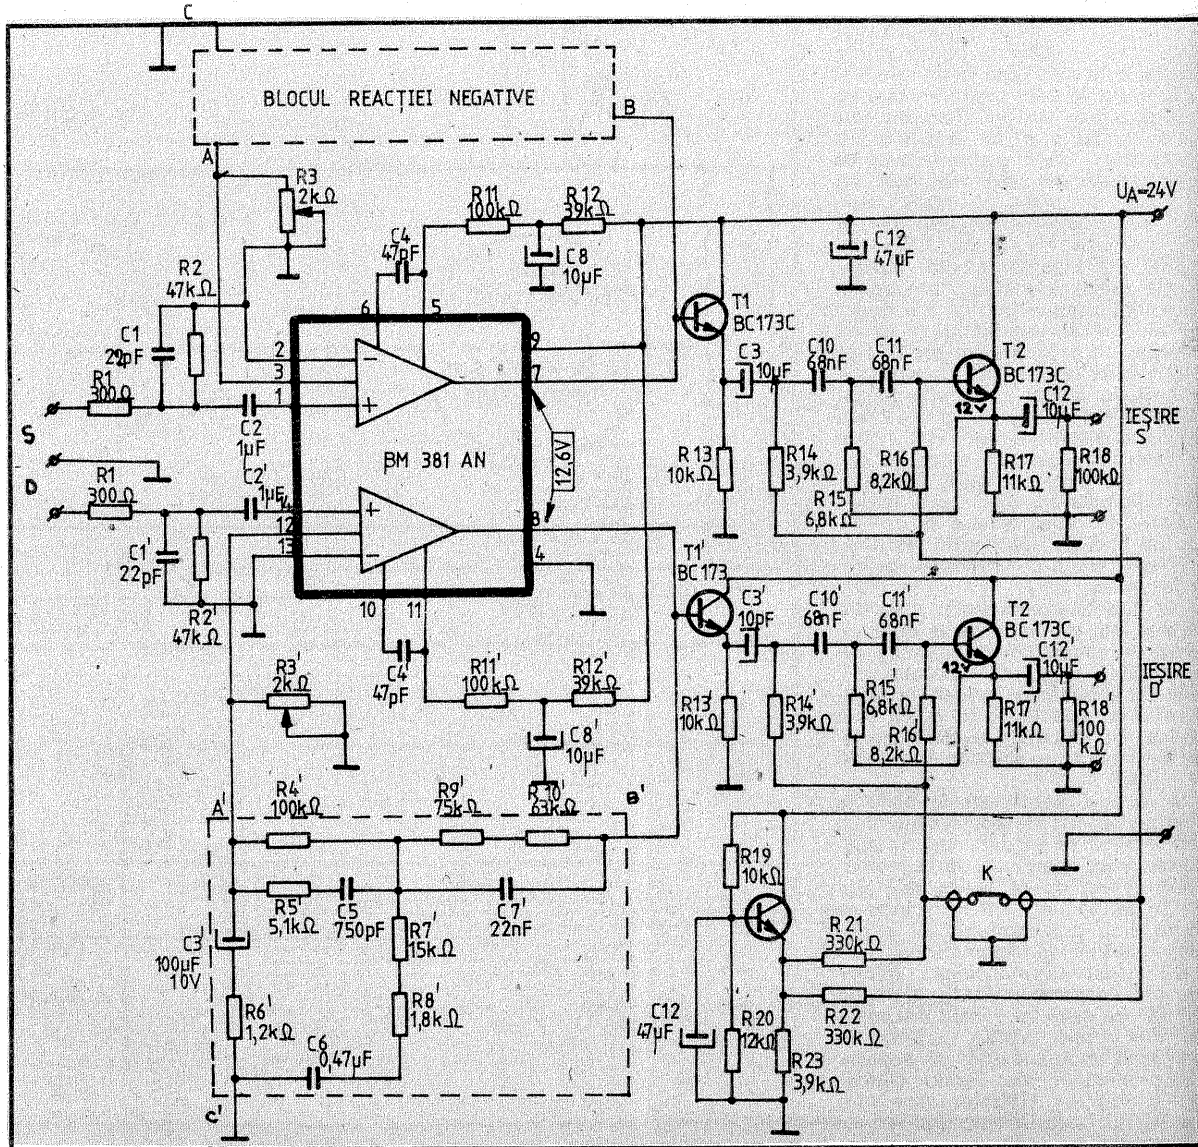 C
BLOCUL REACȚIEI NEGATIVE
B
A
R3
2kΩ
R11
100kΩ
R12
39kΩ
UA=24V
C4
47pF
C8
10µF
C12
47µF
R2
47kΩ
6
5
T1
BC173C
C1
22pF
9
2
7
3
1
R1
300Ω
C3
10µF
C10
68nF
C11
68nF
T2
BC173C
12V
C12
10µF
IEȘIRE
S
S
C2
1µF
BM 381 AN
12,6V
R13
10kΩ
R14
3,9kΩ
R15
6,8kΩ
R16
8,2kΩ
R17
11kΩ
R18
100kΩ
D
R1
300Ω
C2'
1µF
14
12
13
8
4
C1'
22pF
R2'
47kΩ
10
11
T1'
BC173
C3'
10pF
C10'
68nF
C11'
68nF
T2
BC173C
12V
C12'
10µF
IEȘIRE
D'
C4'
47pF
R3'
2kΩ
R11'
100kΩ
R12'
39kΩ
C8'
10µF
R13'
10kΩ
R14'
3,9kΩ
R15'
6,8kΩ
R16'
8,2kΩ
R17'
11kΩ
R18'
100
kΩ
A'
R4'
100kΩ
R9'
75kΩ
R10'
63kΩ
B'
R5'
5,1kΩ
C5
750pF
R7'
15kΩ
C7'
22nF
C3'
100µF
10V
R6'
1,2kΩ
R8'
1,8kΩ
C6
0,47µF
C'
R19
10kΩ
K
R21
330kΩ
R22
330kΩ
C12
47µF
R20
12kΩ
R23
3,9kΩ